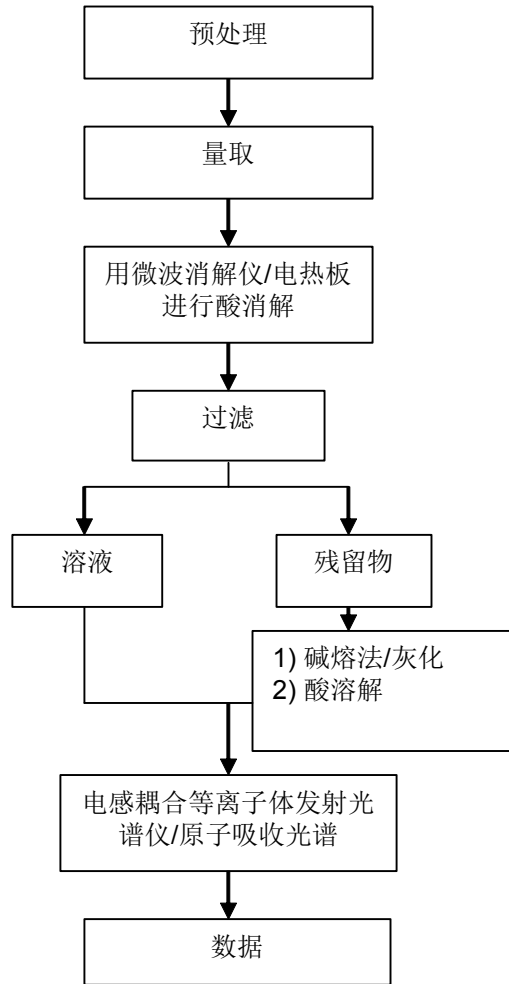 预处理
量取
用微波消解仪/电热板
进行酸消解
过滤
溶液
残留物
1) 碱熔法/灰化
2) 酸溶解
电感耦合等离子体发射光
谱仪/原子吸收光谱
数据